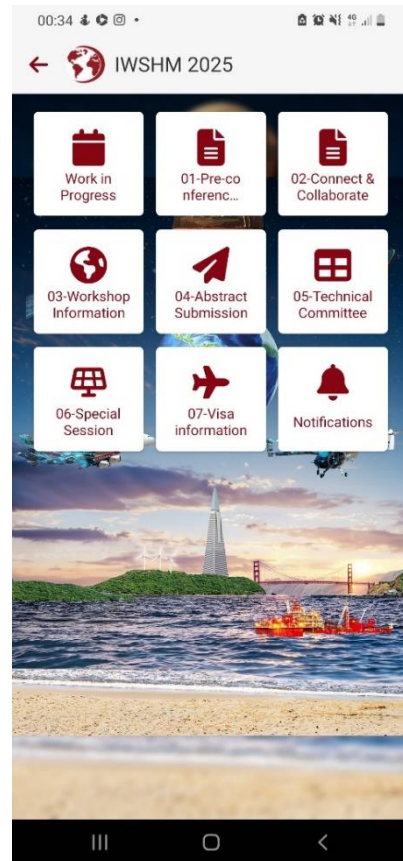 00:34
4G
IWSHM 2025
Work in
Progress
01-Pre-co
nferenc...
02-Connect &
Collaborate
03-Workshop
Information
04-Abstract
Submission
05-Technical
Committee
06-Special
Session
07-Visa
information
Notifications